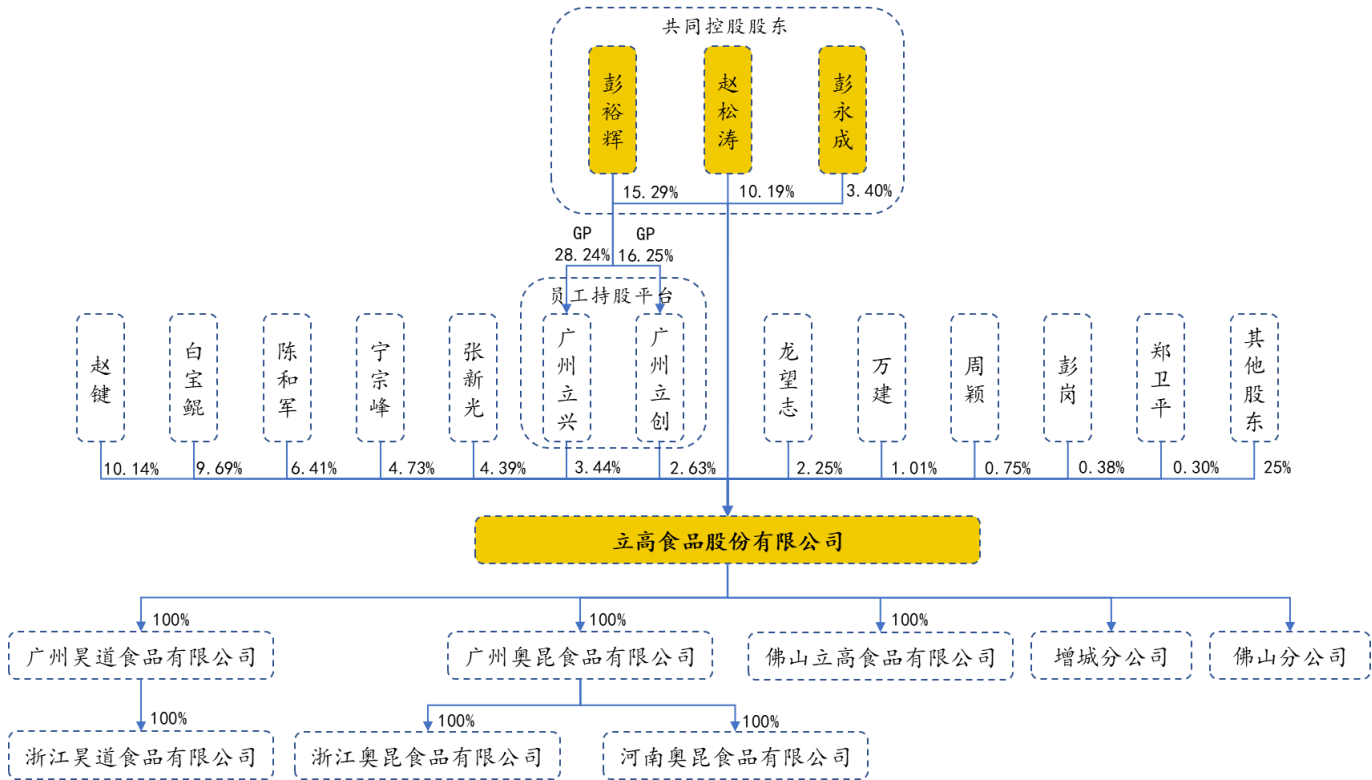 共同控股股东
彭裕辉
赵松涛
彭永成
15.29%
10.19%
3.40%
GP
28.24%
GP
16.25%
员工持股平台
赵键
白宝鲲
陈和军
宁宗峰
张新光
广州立兴
广州立创
龙望志
万建
周颖
彭岗
郑卫平
其他股东
10.14%
9.69%
6.41%
4.73%
4.39%
3.44%
2.63%
2.25%
1.01%
0.75%
0.38%
0.30%
25%
立高食品股份有限公司
100%
100%
100%
广州昊道食品有限公司
广州奥昆食品有限公司
佛山立高食品有限公司
增城分公司
佛山分公司
100%
100%
100%
浙江昊道食品有限公司
浙江奥昆食品有限公司
河南奥昆食品有限公司